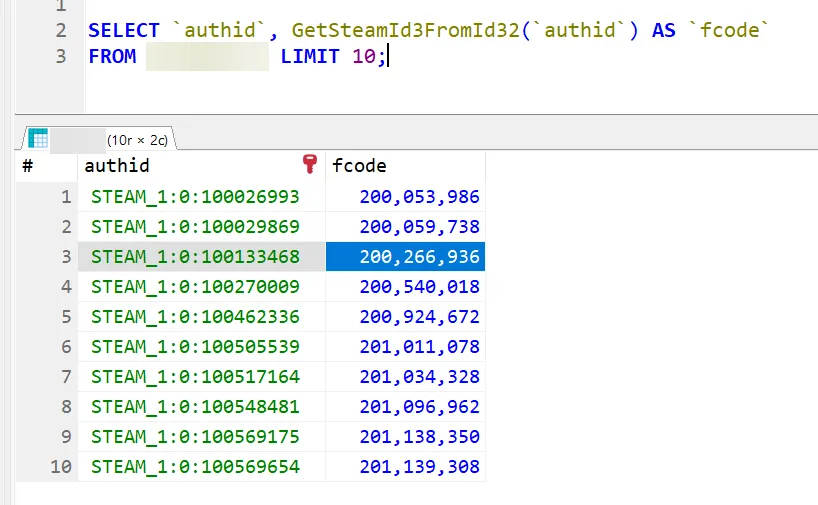 1
2 SELECT `authid`, GetSteamId3FromId32(`authid`) AS `fcode`
3 FROM LIMIT 10;
(10r × 2c)
# authid fcode
1 STEAM_1:0:100026993 200,053,986
2 STEAM_1:0:100029869 200,059,738
3 STEAM_1:0:100133468 200,266,936
4 STEAM_1:0:100270009 200,540,018
5 STEAM_1:0:100462336 200,924,672
6 STEAM_1:0:100505539 201,011,078
7 STEAM_1:0:100517164 201,034,328
8 STEAM_1:0:100548481 201,096,962
9 STEAM_1:0:100569175 201,138,350
10 STEAM_1:0:100569654 201,139,308